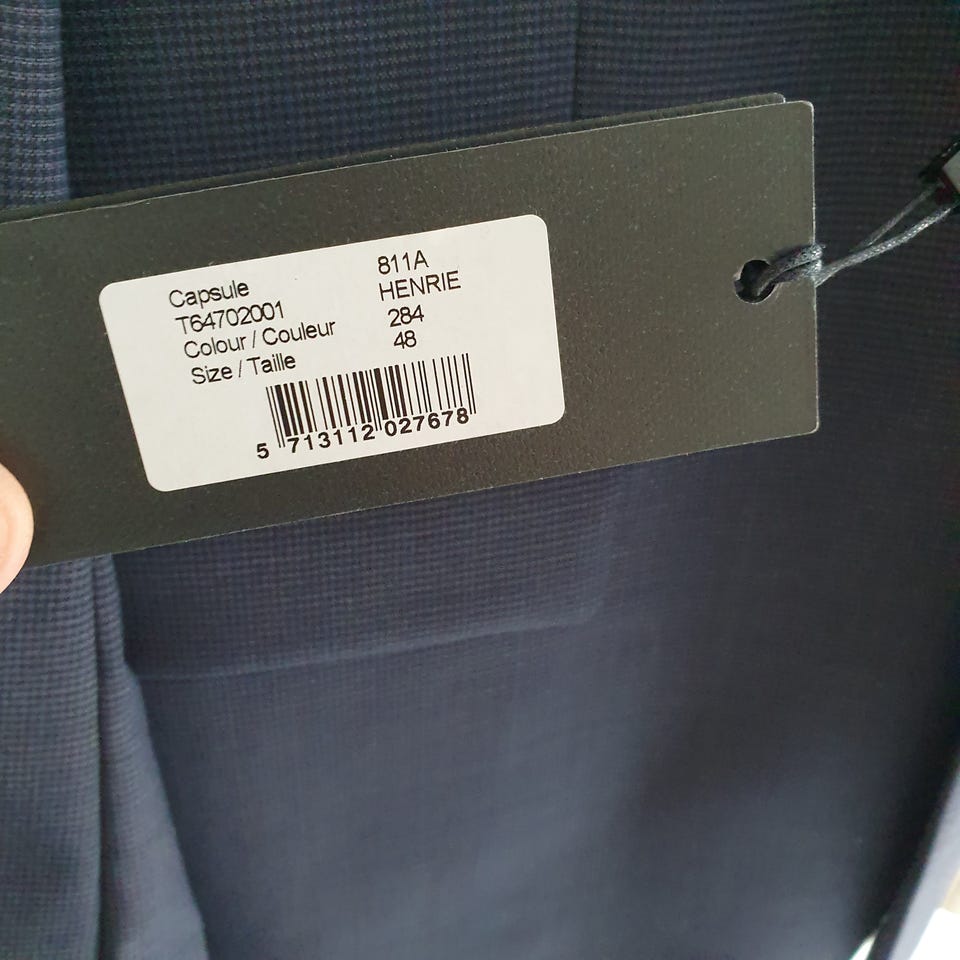 Capsule 811A
T64702001 HENRIE
Colour / Couleur 284
Size / Taille 48
5 713112 027678